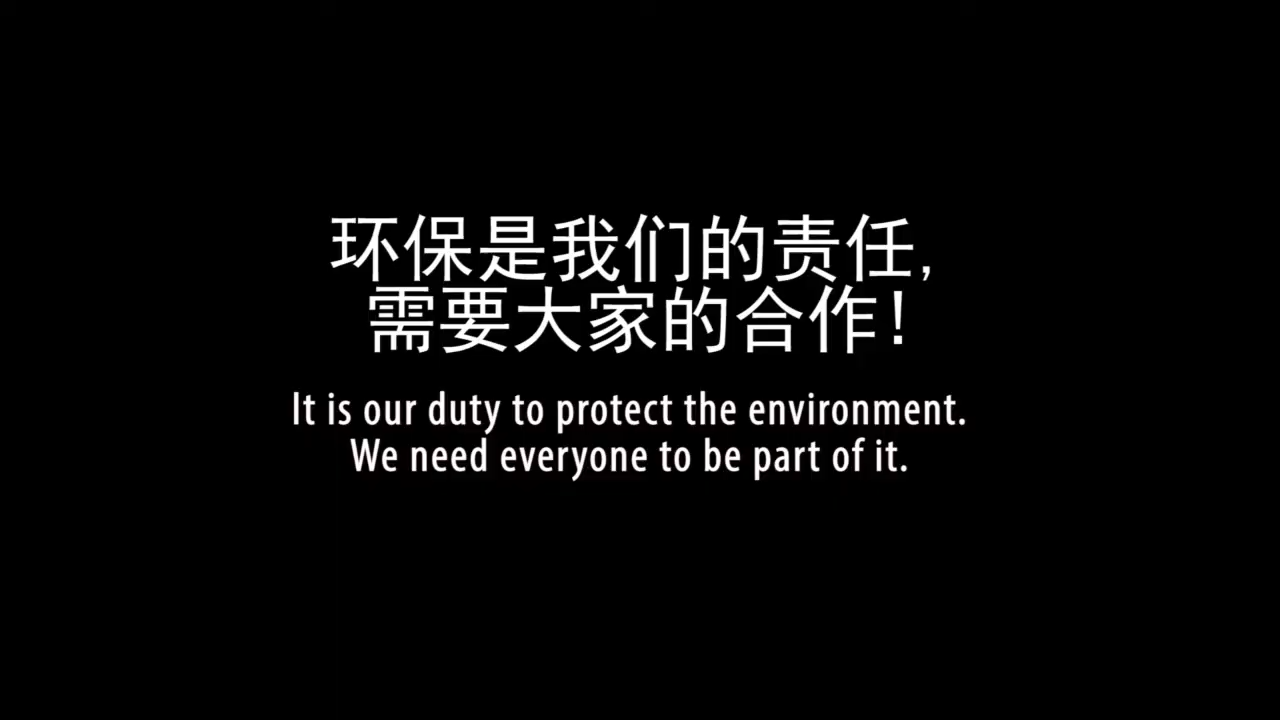 环保是我们的责任,
需要大家的合作!
It is our duty to protect the environment.
We need everyone to be part of it.